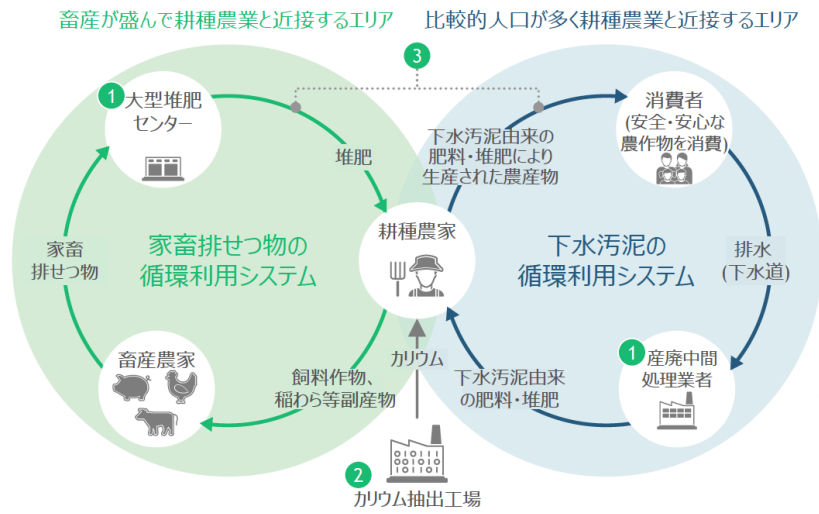 畜産が盛んで耕種農業と近接するエリア
比較的人口が多く耕種農業と近接するエリア
3
1
大型堆肥
センター
堆肥
下水汚泥由来の
肥料・堆肥により
生産された農産物
消費者
(安全・安心な
農作物を消費)
家畜
排せつ物
家畜排せつ物の
循環利用システム
耕種農家
下水汚泥の
循環利用システム
排水
(下水道)
畜産農家
飼料作物、
稲わら等副産物
カリウム
下水汚泥由来
の肥料・堆肥
1
産廃中間
処理業者
2
カリウム抽出工場